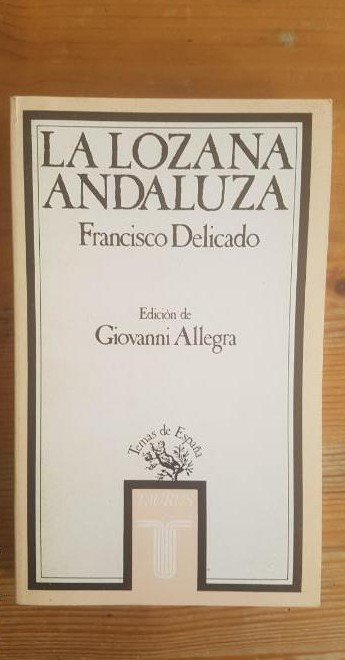 LA LOZANA
ANDALUZA
Francisco Delicado
Edición de
Giovanni Allegra
Temas de España
TAURUS